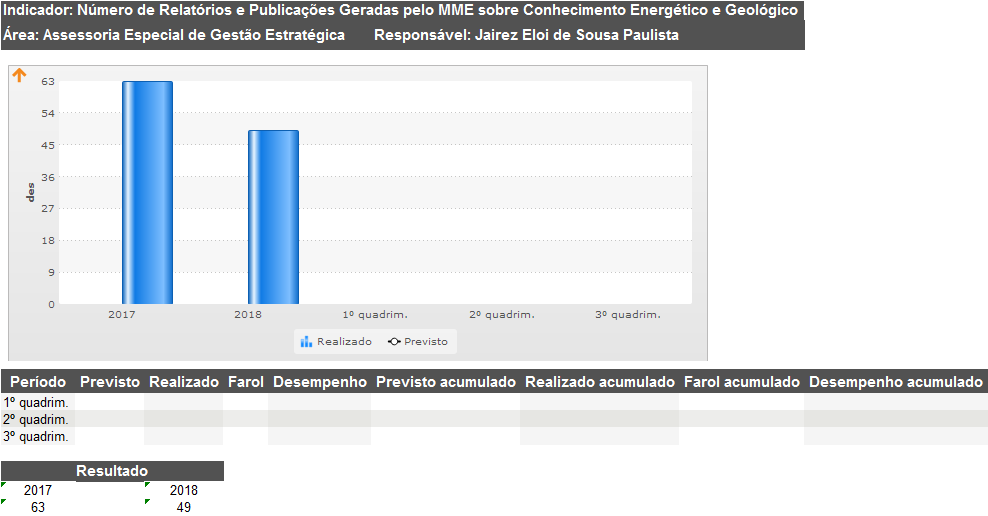 Indicador: Número de Relatórios e Publicações Geradas pelo MME sobre Conhecimento Energético e Geológico
Área: Assessoria Especial de Gestão Estratégica Responsável: Jairez Eloi de Sousa Paulista
63
54
45
36
27
18
9
0
des
2017 2018 1º quadrim. 2º quadrim. 3º quadrim.
Realizado Previsto
Período Previsto Realizado Farol Desempenho Previsto acumulado Realizado acumulado Farol acumulado Desempenho acumulado
1º quadrim.
2º quadrim.
3º quadrim.
Resultado
2017 2018
63 49